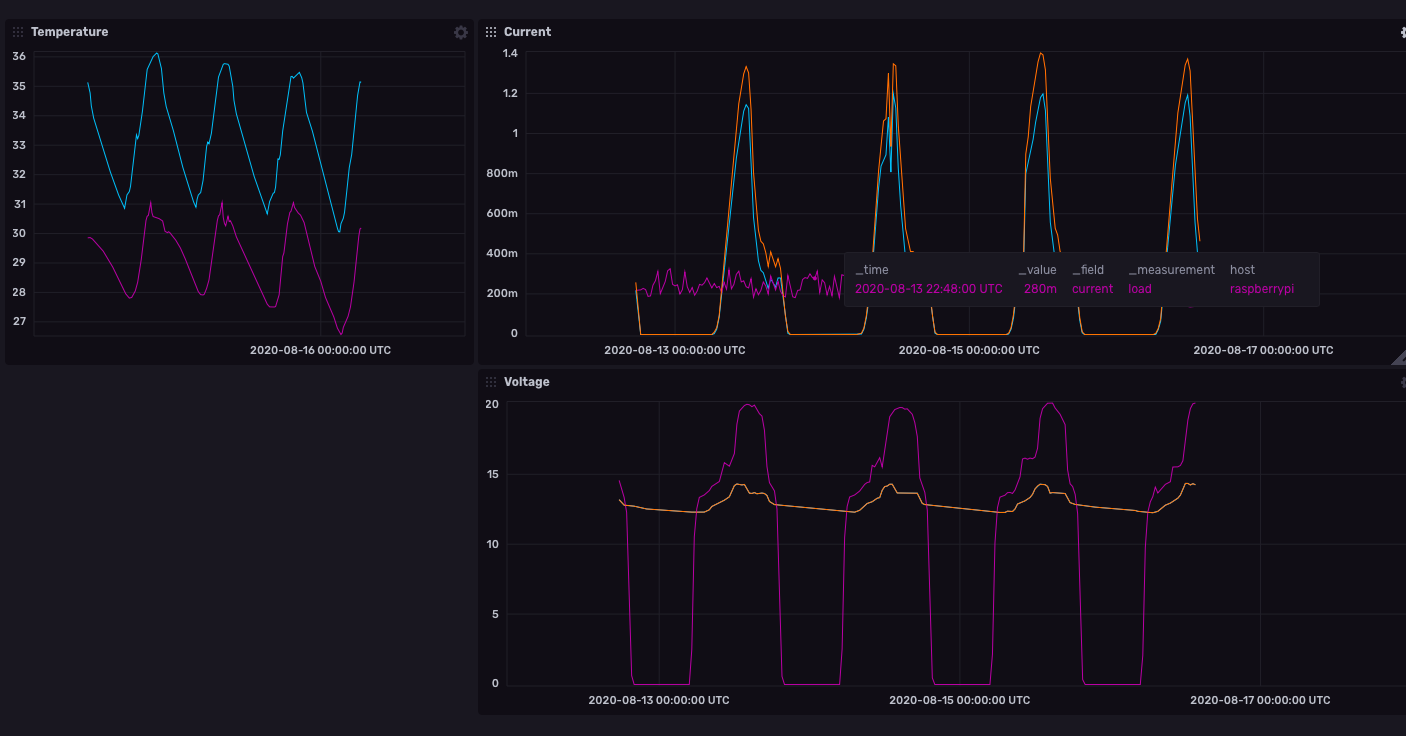 Temperature
36
35
34
33
32
31
30
29
28
27
2020-08-16 00:00:00 UTC
Current
1.4
1.2
1
800m
600m
400m
200m
0
_time _value _field _measurement host
2020-08-13 22:48:00 UTC 280m current load raspberrypi
2020-08-13 00:00:00 UTC 2020-08-15 00:00:00 UTC 2020-08-17 00:00:00 UTC
Voltage
20
15
10
5
0
2020-08-13 00:00:00 UTC 2020-08-15 00:00:00 UTC 2020-08-17 00:00:00 UTC